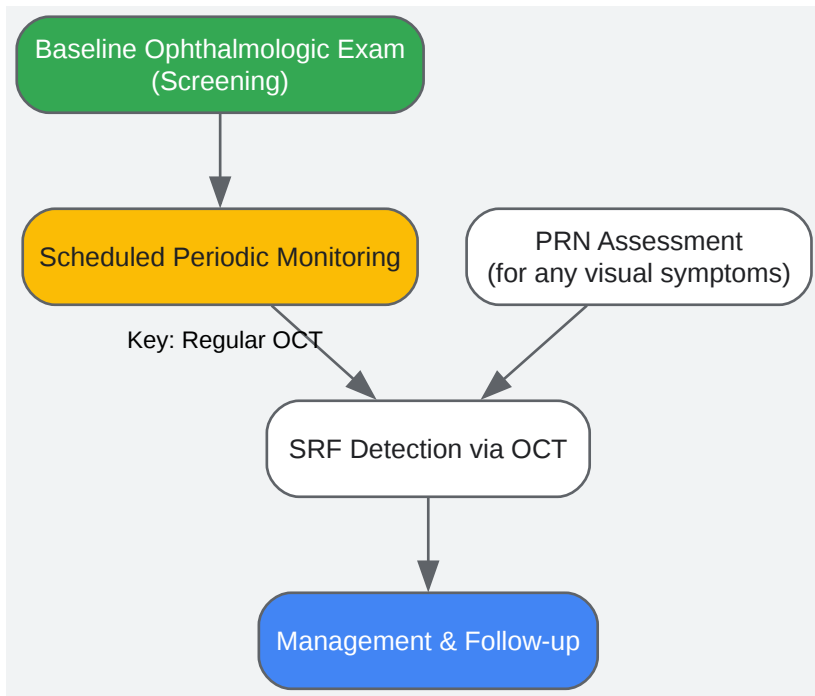 Baseline Ophthalmologic Exam
(Screening)
Scheduled Periodic Monitoring
PRN Assessment
(for any visual symptoms)
Key: Regular OCT
SRF Detection via OCT
Management & Follow-up